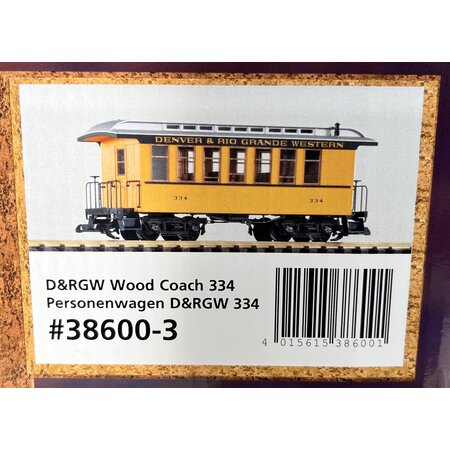 DENVER & RIO GRANDE WESTERN
334
334
D&RGW Wood Coach 334
Personenwagen D&RGW 334
#38600-3
4 015615 386001